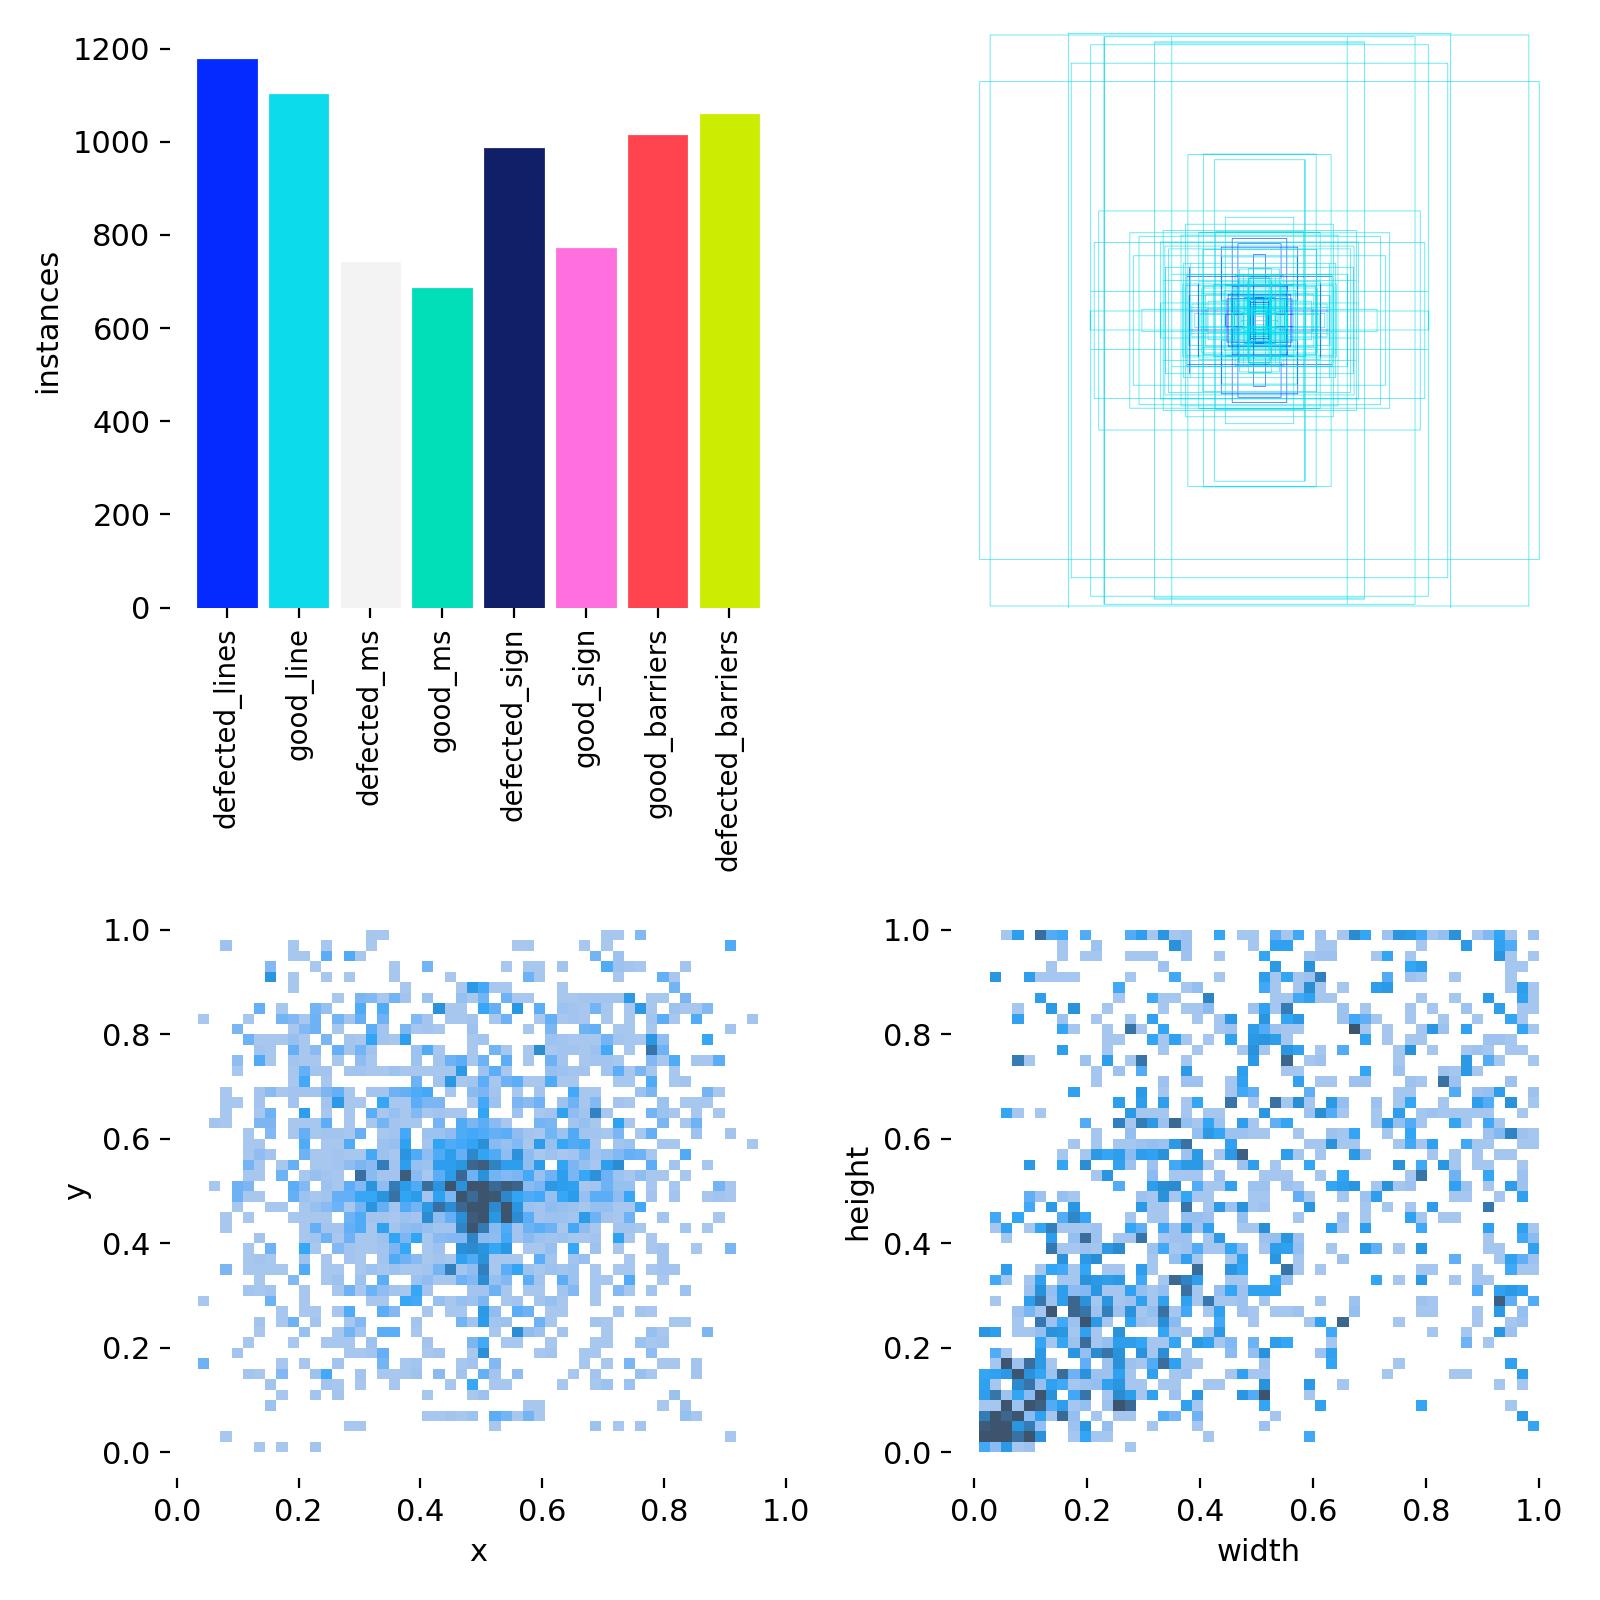 1200
1000
800
600
400
200
0
instances
defected_lines
good_line
defected_ms
good_ms
defected_sign
good_sign
good_barriers
defected_barriers
1.0
0.8
0.6
0.4
0.2
0.0
y
0.0 0.2 0.4 0.6 0.8 1.0
x
1.0
0.8
0.6
0.4
0.2
0.0
height
0.0 0.2 0.4 0.6 0.8 1.0
width